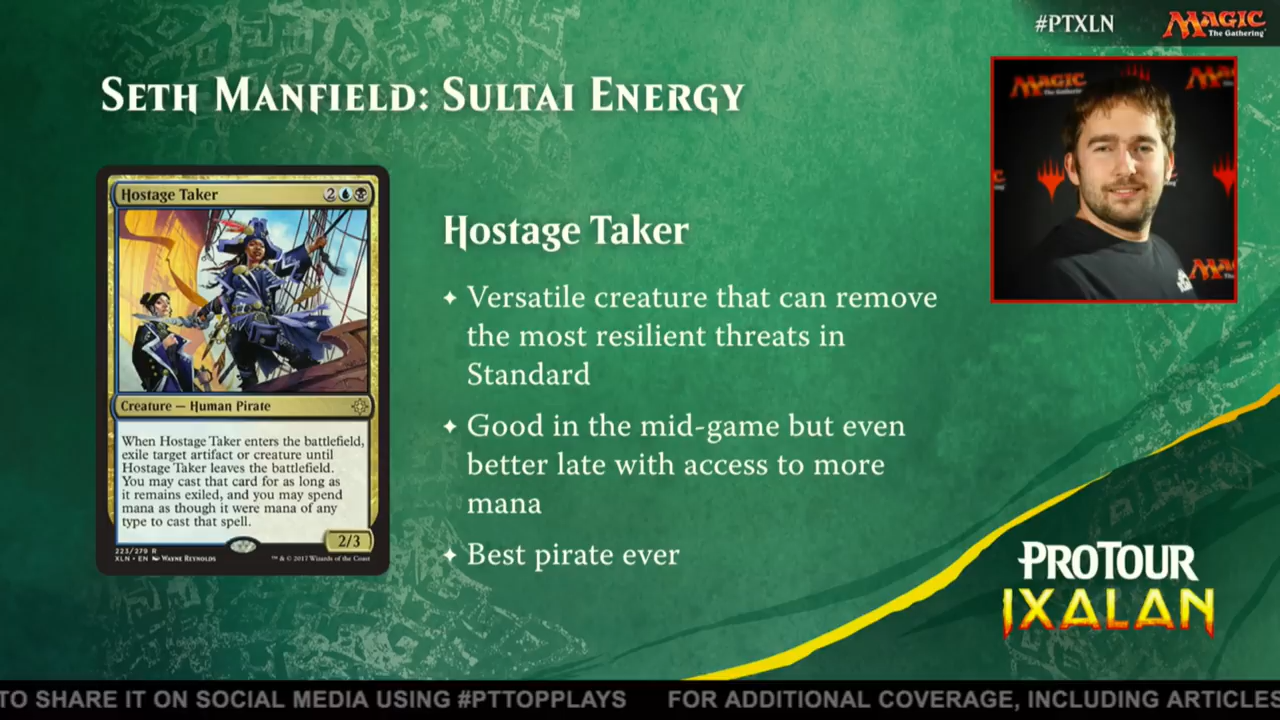 #PTXLN
MAGIC
The Gathering
SETH MANFIELD: SULTAI ENERGY
MAGIC
The Gathering
MAGIC
Hostage Taker
2
Hostage Taker
Versatile creature that can remove
the most resilient threats in
Standard
Good in the mid-game but even
better late with access to more
mana
Best pirate ever
Creature — Human Pirate
When Hostage Taker enters the battlefield,
exile target artifact or creature until
Hostage Taker leaves the battlefield.
You may cast that card for as long as
it remains exiled, and you may spend
mana as though it were mana of any
type to cast that spell.
2/3
223/279 R
XLN • EN WAYNE REYNOLDS
™ & © 2017 Wizards of the Coast
PRO TOUR
IXALAN
TO SHARE IT ON SOCIAL MEDIA USING #PTTOPPLAYS FOR ADDITIONAL COVERAGE, INCLUDING ARTICLES